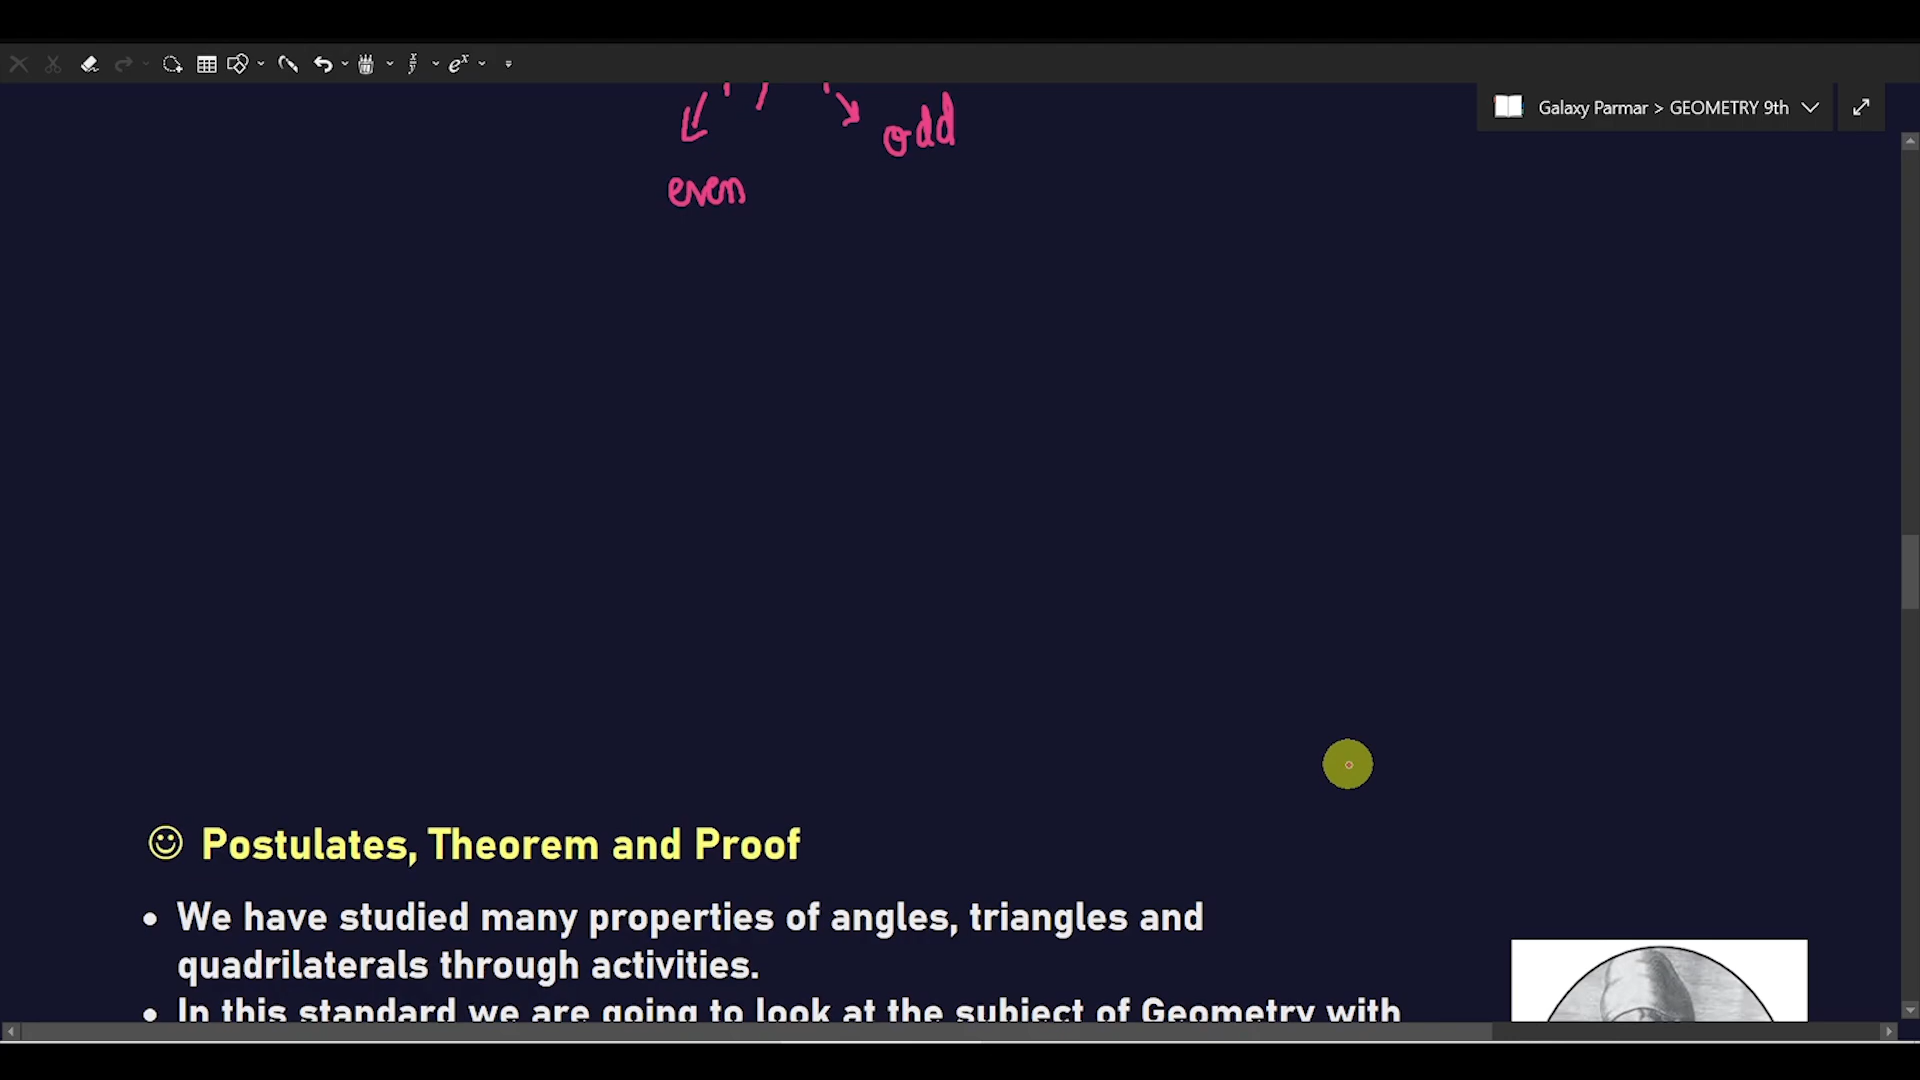 Galaxy Parmar > GEOMETRY 9th
odd
even
Postulates, Theorem and Proof
• We have studied many properties of angles, triangles and
quadrilaterals through activities.
• In this standard we are going to look at the subject of Geometry with